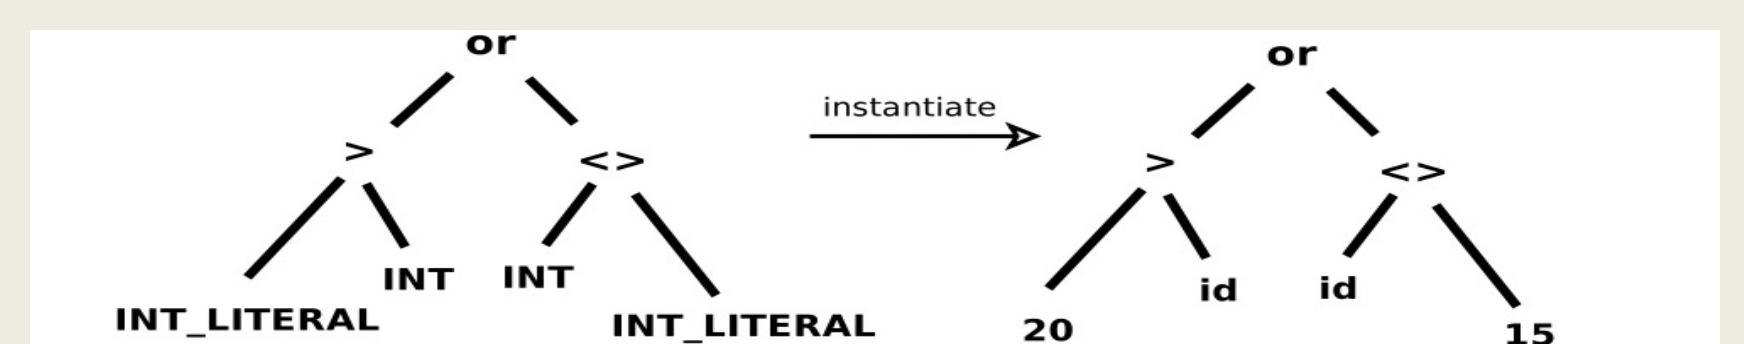 or
>
<>
INT_LITERAL
INT
INT
INT_LITERAL
instantiate
or
>
<>
20
id
id
15